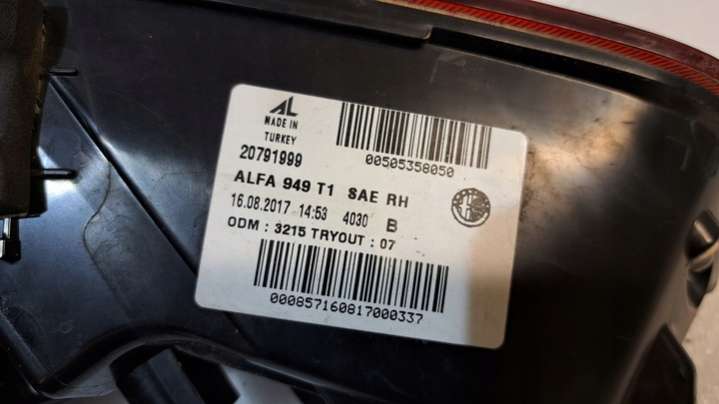 AL
MADE IN
TURKEY
20791999
00505358050
ALFA 949 T1 SAE RH
16.08.2017 14:53 4030 B
ODM : 3215 TRYOUT : 07
000857160817000337